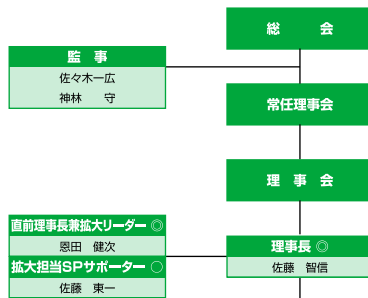 総　会
監　事
佐々木一広
神林　守
常任理事会
理　事　会
直前理事長兼拡大リーダー ◎
恩田　健次
拡大担当SPサポーター ○
佐藤　東一
理事長 ◎
佐藤　智信